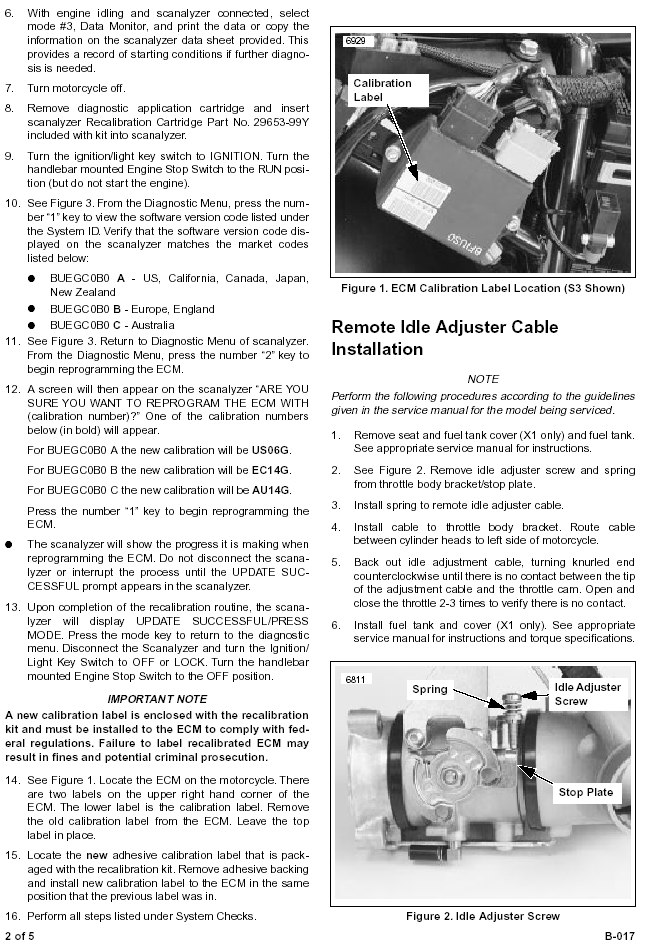 6. With engine idling and scanalyzer connected, select
mode #3, Data Monitor, and print the data or copy the
information on the scanalyzer data sheet provided. This
provides a record of starting conditions if further diagno-
sis is needed.
7. Turn motorcycle off.
8. Remove diagnostic application cartridge and insert
scanalyzer Recalibration Cartridge Part No. 29653-99Y
included with kit into scanalyzer.
9. Turn the ignition/light key switch to IGNITION. Turn the
handlebar mounted Engine Stop Switch to the RUN posi-
tion (but do not start the engine).
10. See Figure 3. From the Diagnostic Menu, press the num-
ber “1” key to view the software version code listed under
the System ID. Verify that the software version code dis-
played on the scanalyzer matches the market codes
listed below:
● BUEGC0B0 A - US, California, Canada, Japan,
New Zealand
● BUEGC0B0 B - Europe, England
● BUEGC0B0 C - Australia
11. See Figure 3. Return to Diagnostic Menu of scanalyzer.
From the Diagnostic Menu, press the number “2” key to
begin reprogramming the ECM.
12. A screen will then appear on the scanalyzer “ARE YOU
SURE YOU WANT TO REPROGRAM THE ECM WITH
(calibration number)?” One of the calibration numbers
below (in bold) will appear.
For BUEGC0B0 A the new calibration will be US06G.
For BUEGC0B0 B the new calibration will be EC14G.
For BUEGC0B0 C the new calibration will be AU14G.
Press the number “1” key to begin reprogramming the
ECM.
● The scanalyzer will show the progress it is making when
reprogramming the ECM. Do not disconnect the scana-
lyzer or interrupt the process until the UPDATE SUC-
CESSFUL prompt appears in the scanalyzer.
13. Upon completion of the recalibration routine, the scana-
lyzer will display UPDATE SUCCESSFUL/PRESS
MODE. Press the mode key to return to the diagnostic
menu. Disconnect the Scanalyzer and turn the Ignition/
Light Key Switch to OFF or LOCK. Turn the handlebar
mounted Engine Stop Switch to the OFF position.
IMPORTANT NOTE
A new calibration label is enclosed with the recalibration
kit and must be installed to the ECM to comply with fed-
eral regulations. Failure to label recalibrated ECM may
result in fines and potential criminal prosecution.
14. See Figure 1. Locate the ECM on the motorcycle. There
are two labels on the upper right hand corner of the
ECM. The lower label is the calibration label. Remove
the old calibration label from the ECM. Leave the top
label in place.
15. Locate the new adhesive calibration label that is pack-
aged with the recalibration kit. Remove adhesive backing
and install new calibration label to the ECM in the same
position that the previous label was in.
16. Perform all steps listed under System Checks.
2 of 5
6929
Calibration
Label
Figure 1. ECM Calibration Label Location (S3 Shown)
Remote Idle Adjuster Cable
Installation
NOTE
Perform the following procedures according to the guidelines
given in the service manual for the model being serviced.
1. Remove seat and fuel tank cover (X1 only) and fuel tank.
See appropriate service manual for instructions.
2. See Figure 2. Remove idle adjuster screw and spring
from throttle body bracket/stop plate.
3. Install spring to remote idle adjuster cable.
4. Install cable to throttle body bracket. Route cable
between cylinder heads to left side of motorcycle.
5. Back out idle adjustment cable, turning knurled end
counterclockwise until there is no contact between the tip
of the adjustment cable and the throttle cam. Open and
close the throttle 2-3 times to verify there is no contact.
6. Install fuel tank and cover (X1 only). See appropriate
service manual for instructions and torque specifications.
6811
Spring
Idle Adjuster
Screw
Stop Plate
Figure 2. Idle Adjuster Screw
B-017